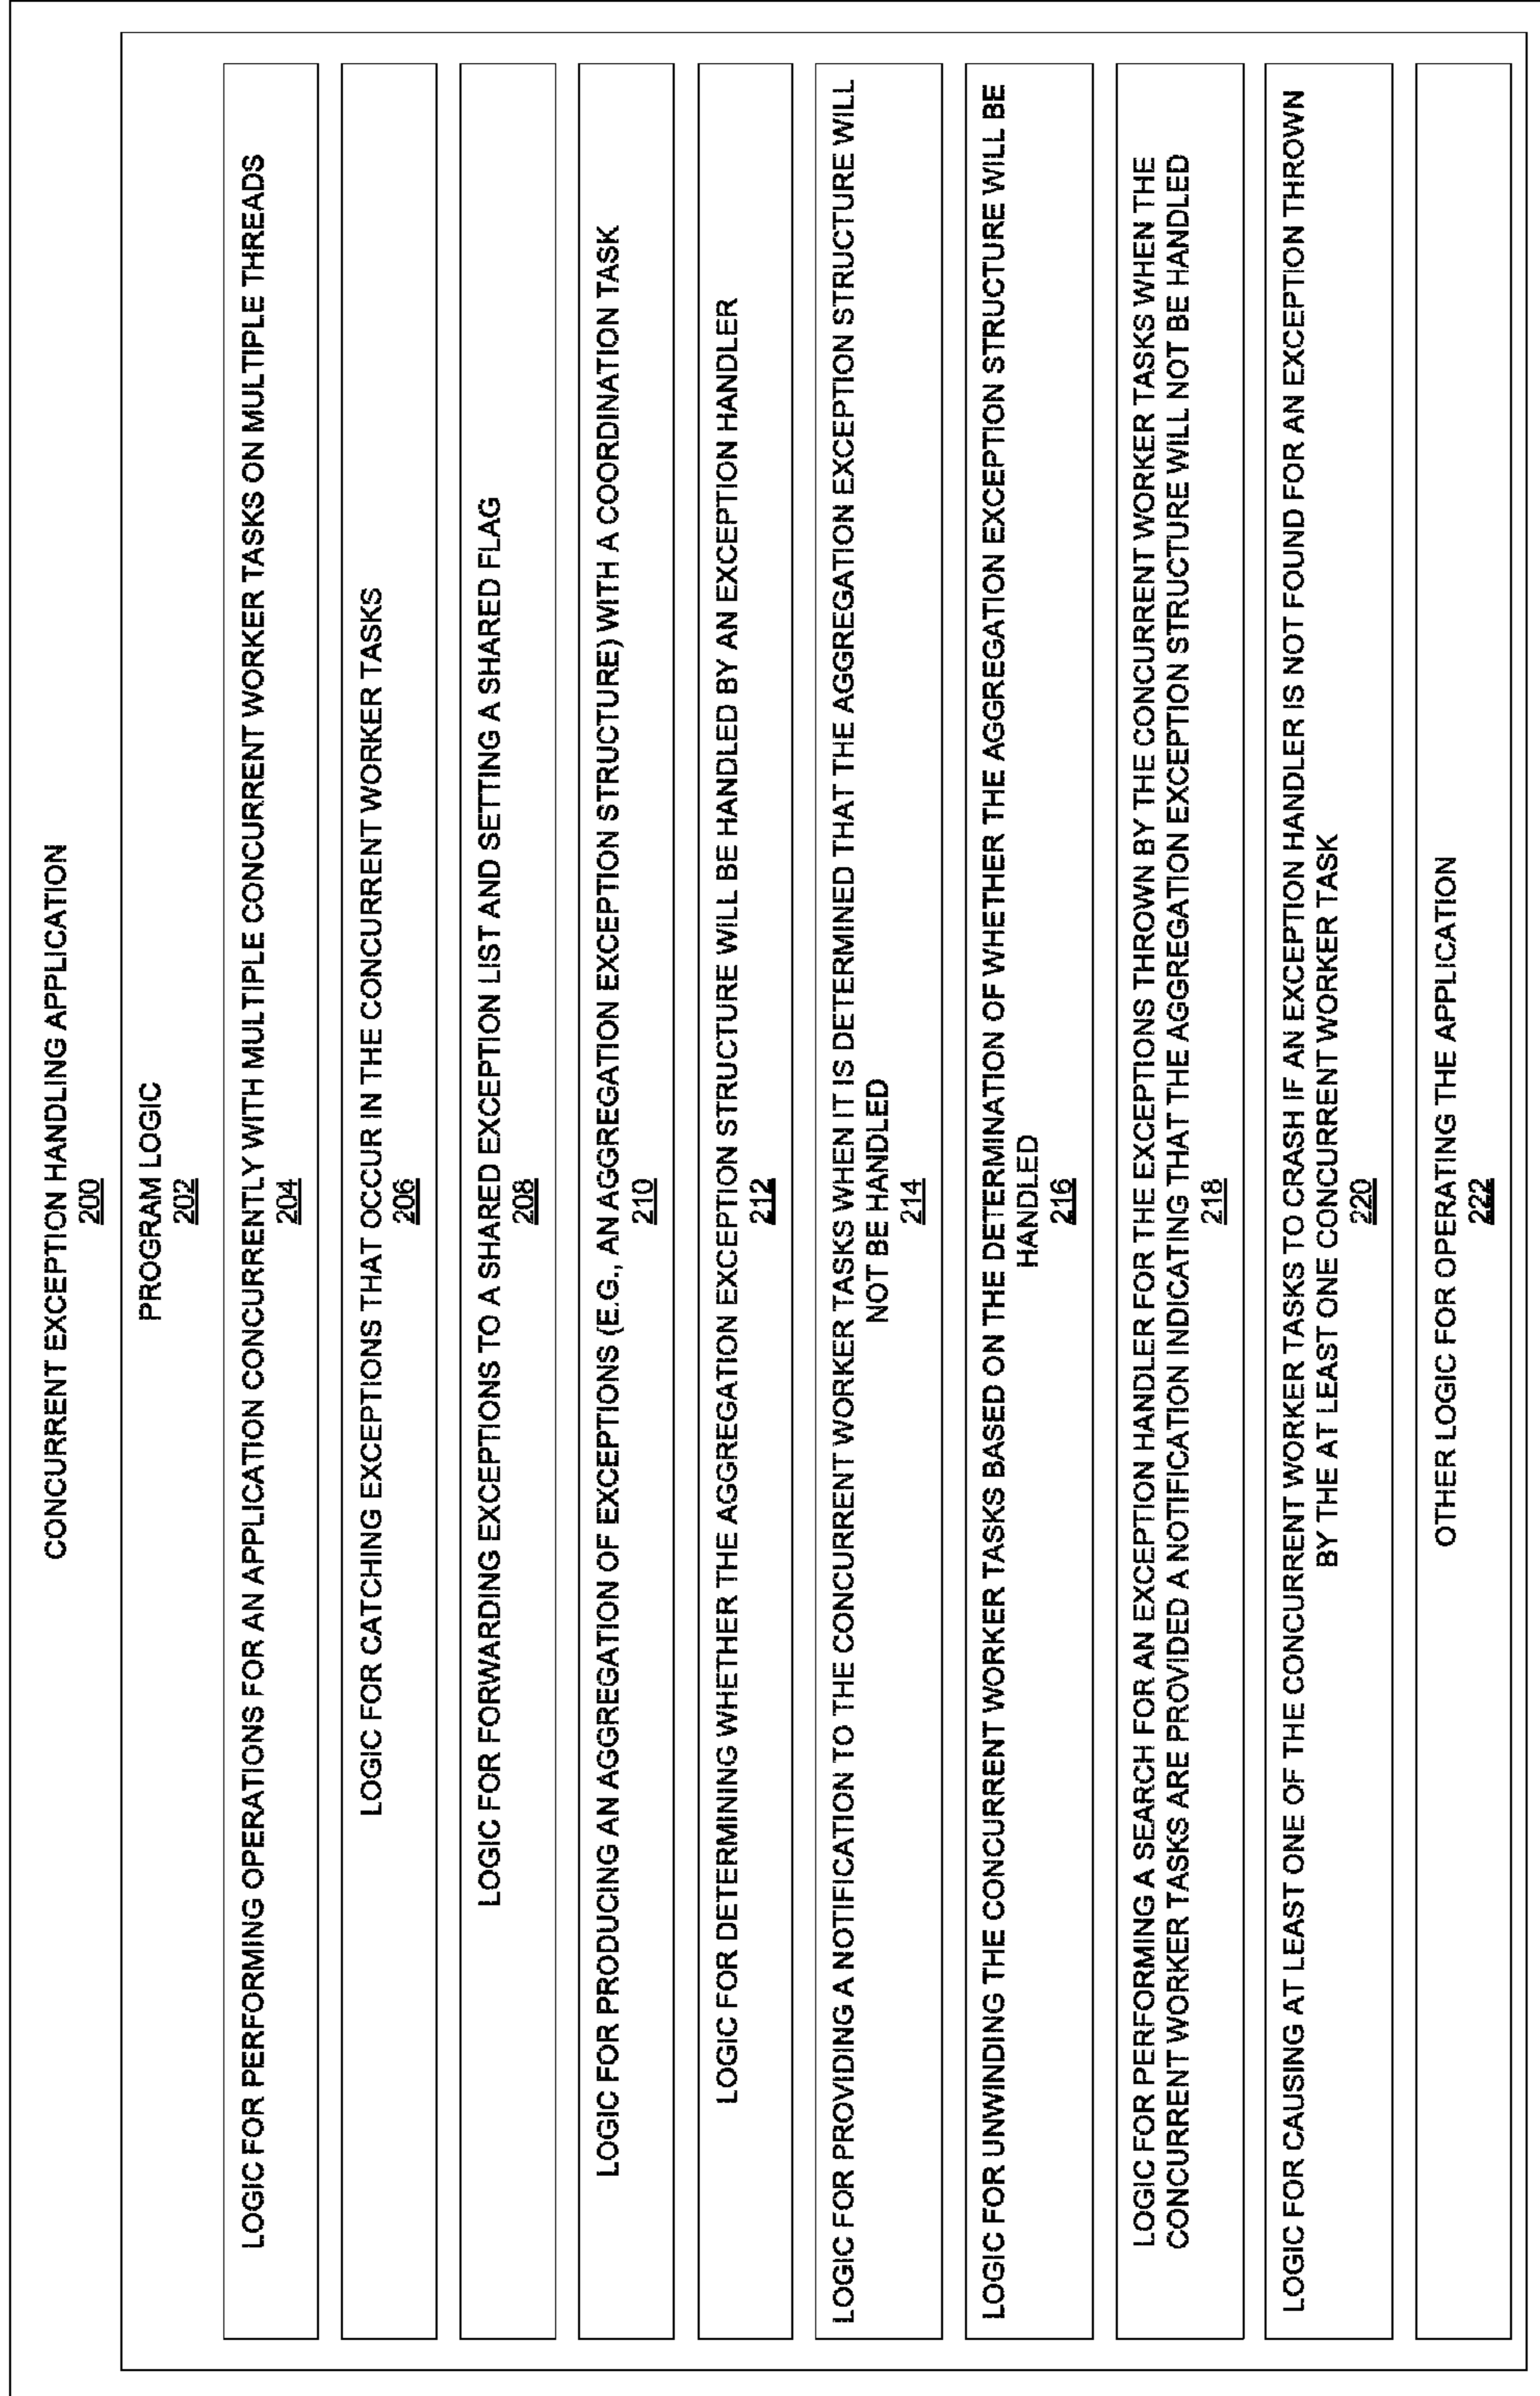 CONCURRENT EXCEPTION HANDLING APPLICATION
200
PROGRAM LOGIC
202
LOGIC FOR PERFORMING OPERATIONS FOR AN APPLICATION CONCURRENTLY WITH MULTIPLE CONCURRENT WORKER TASKS ON MULTIPLE THREADS
204
LOGIC FOR CATCHING EXCEPTIONS THAT OCCUR IN THE CONCURRENT WORKER TASKS
206
LOGIC FOR FORWARDING EXCEPTIONS TO A SHARED EXCEPTION LIST AND SETTING A SHARED FLAG
208
LOGIC FOR PRODUCING AN AGGREGATION OF EXCEPTIONS (E.G., AN AGGREGATION EXCEPTION STRUCTURE) WITH A COORDINATION TASK
210
LOGIC FOR DETERMINING WHETHER THE AGGREGATION EXCEPTION STRUCTURE WILL BE HANDLED BY AN EXCEPTION HANDLER
212
LOGIC FOR PROVIDING A NOTIFICATION TO THE CONCURRENT WORKER TASKS WHEN IT IS DETERMINED THAT THE AGGREGATION EXCEPTION STRUCTURE WILL
NOT BE HANDLED
214
LOGIC FOR UNWINDING THE CONCURRENT WORKER TASKS BASED ON THE DETERMINATION OF WHETHER THE AGGREGATION EXCEPTION STRUCTURE WILL BE
HANDLED
216
LOGIC FOR PERFORMING A SEARCH FOR AN EXCEPTION HANDLER FOR THE EXCEPTIONS THROWN BY THE CONCURRENT WORKER TASKS WHEN THE
CONCURRENT WORKER TASKS ARE PROVIDED A NOTIFICATION INDICATING THAT THE AGGREGATION EXCEPTION STRUCTURE WILL NOT BE HANDLED
218
LOGIC FOR CAUSING AT LEAST ONE OF THE CONCURRENT WORKER TASKS TO CRASH IF AN EXCEPTION HANDLER IS NOT FOUND FOR AN EXCEPTION THROWN
BY THE AT LEAST ONE CONCURRENT WORKER TASK
220
OTHER LOGIC FOR OPERATING THE APPLICATION
222